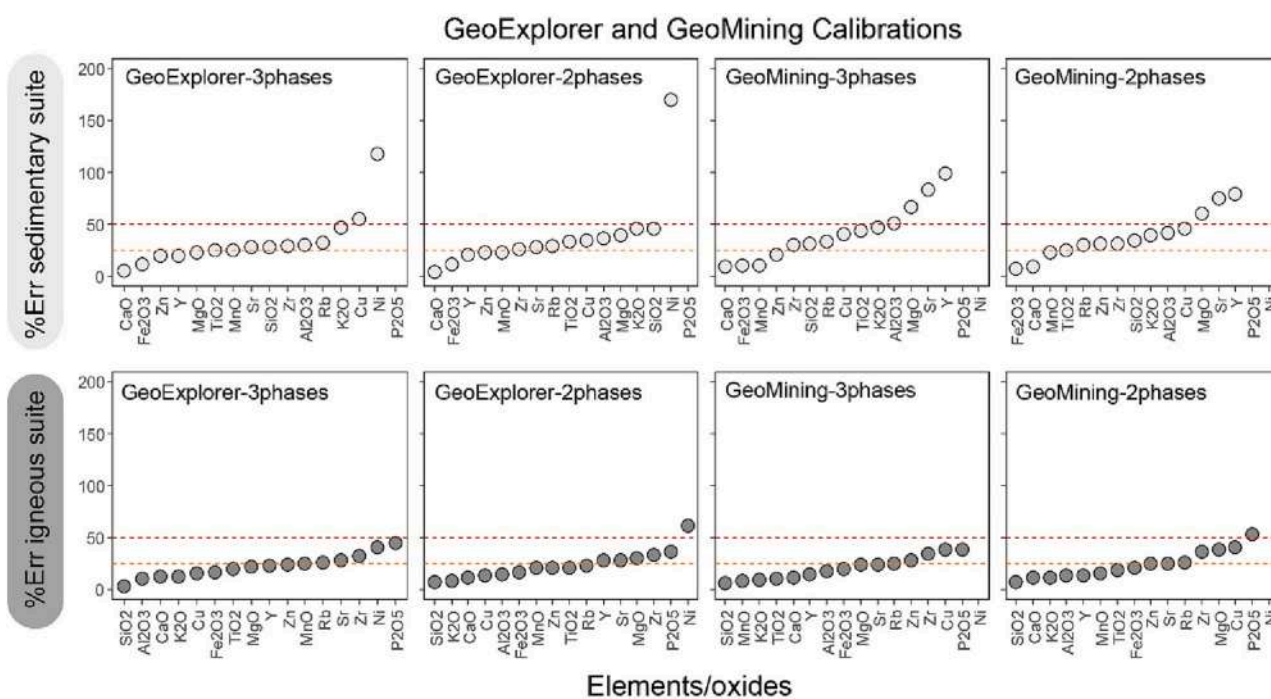 GeoExplorer and GeoMining Calibrations
%Err sedimentary suite
200
150
100
50
0
GeoExplorer-3phases
CaO Fe2O3 Zn Y MgO TiO2 MnO Sr SiO2 Zr Al2O3 Rb K2O Cu Ni P2O5
GeoExplorer-2phases
CaO Fe2O3 Y Zn MnO Zr Sr Rb TiO2 Cu Al2O3 MgO K2O SiO2 Ni P2O5
GeoMining-3phases
CaO Fe2O3 MnO Zn Zr SiO2 Rb Cu TiO2 K2O Al2O3 MgO Sr Y P2O5 Ni
GeoMining-2phases
Fe2O3 CaO MnO TiO2 Rb Zn Zr SiO2 K2O Al2O3 Cu MgO Sr Y P2O5 Ni
%Err igneous suite
200
150
100
50
0
GeoExplorer-3phases
SiO2 Al2O3 CaO K2O Cu Fe2O3 TiO2 MgO Y Zn MnO Rb Sr Zr Ni P2O5
GeoExplorer-2phases
SiO2 K2O CaO Cu Al2O3 Fe2O3 MnO Zn TiO2 Rb Y Sr MgO Zr P2O5 Ni
GeoMining-3phases
SiO2 MnO K2O TiO2 CaO Y Al2O3 Fe2O3 MgO Sr Rb Zn Zr Cu P2O5 Ni
GeoMining-2phases
SiO2 CaO K2O Al2O3 Y MnO TiO2 Fe2O3 Zn Sr Rb Zr MgO Cu P2O5 Ni
Elements/oxides